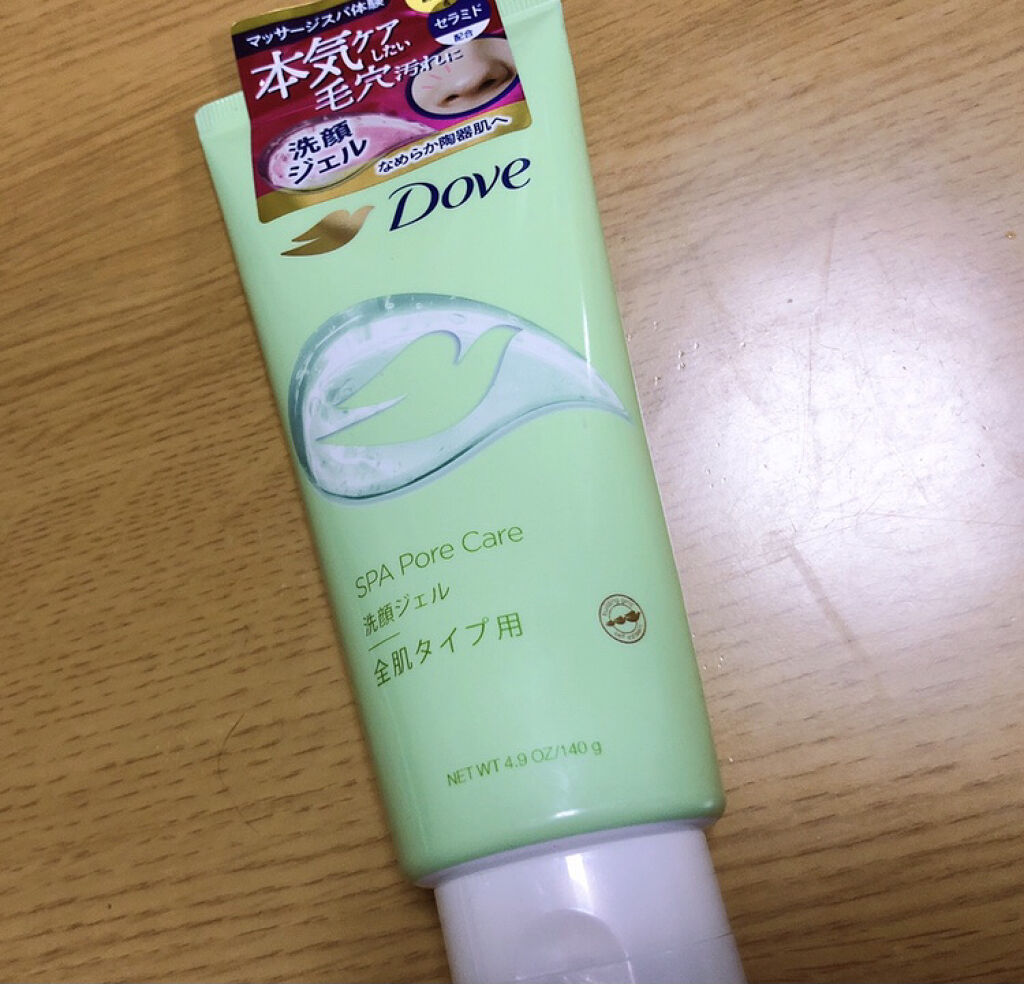 マッサージスパ体験
セラミド
配合
本気ケアしたい
毛穴汚れに
洗顔
ジェル
なめらか陶器肌へ
Dove
SPA Pore Care
洗顔ジェル
全肌タイプ用
NET WT 4.9 OZ/140 g